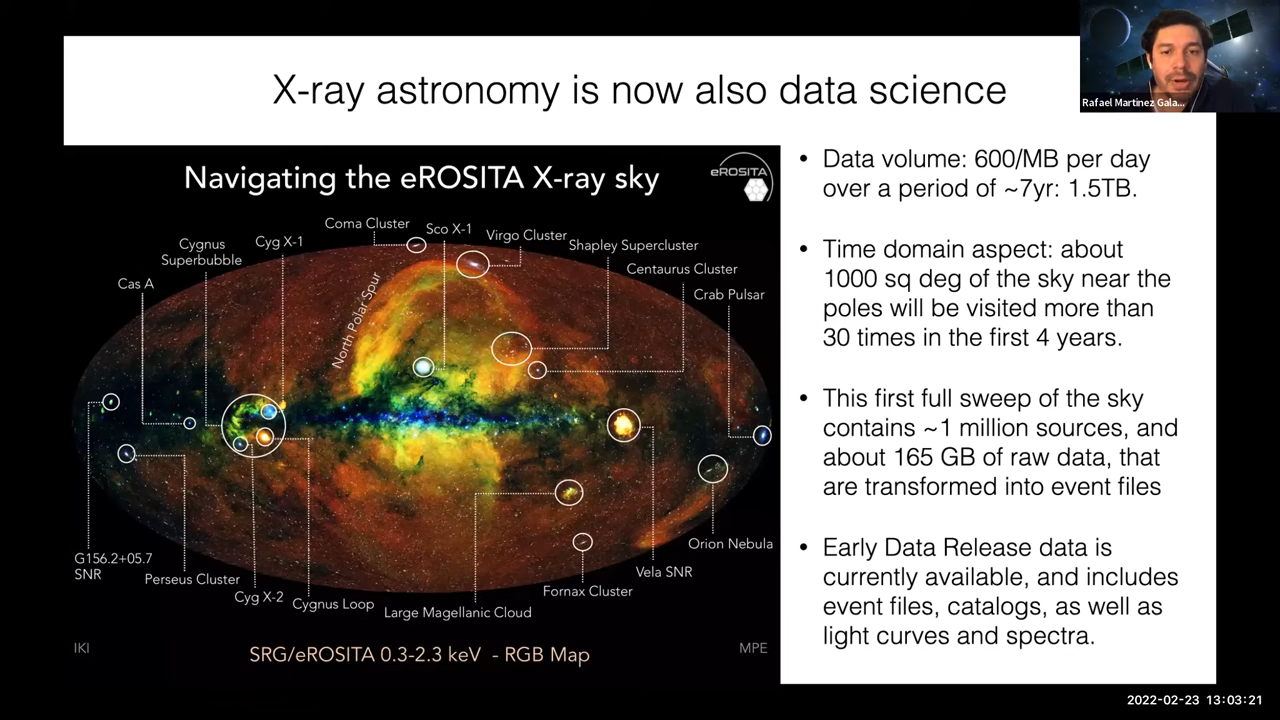 X-ray astronomy is now also data science
Rafael Martinez Gala...
Navigating the eROSITA X-ray sky
eROSITA
Coma Cluster
Sco X-1
Virgo Cluster
Cygnus
Superbubble
Cyg X-1
Shapley Supercluster
Centaurus Cluster
Cas A
Crab Pulsar
North Polar Spur
G156.2+05.7
SNR
Perseus Cluster
Cyg X-2
Cygnus Loop
Large Magellanic Cloud
Fornax Cluster
Vela SNR
Orion Nebula
IKI
SRG/eROSITA 0.3-2.3 keV - RGB Map
MPE
• Data volume: 600/MB per day
over a period of ~7yr: 1.5TB.
• Time domain aspect: about
1000 sq deg of the sky near the
poles will be visited more than
30 times in the first 4 years.
• This first full sweep of the sky
contains ~1 million sources, and
about 165 GB of raw data, that
are transformed into event files
• Early Data Release data is
currently available, and includes
event files, catalogs, as well as
light curves and spectra.
2022-02-23 13:03:21